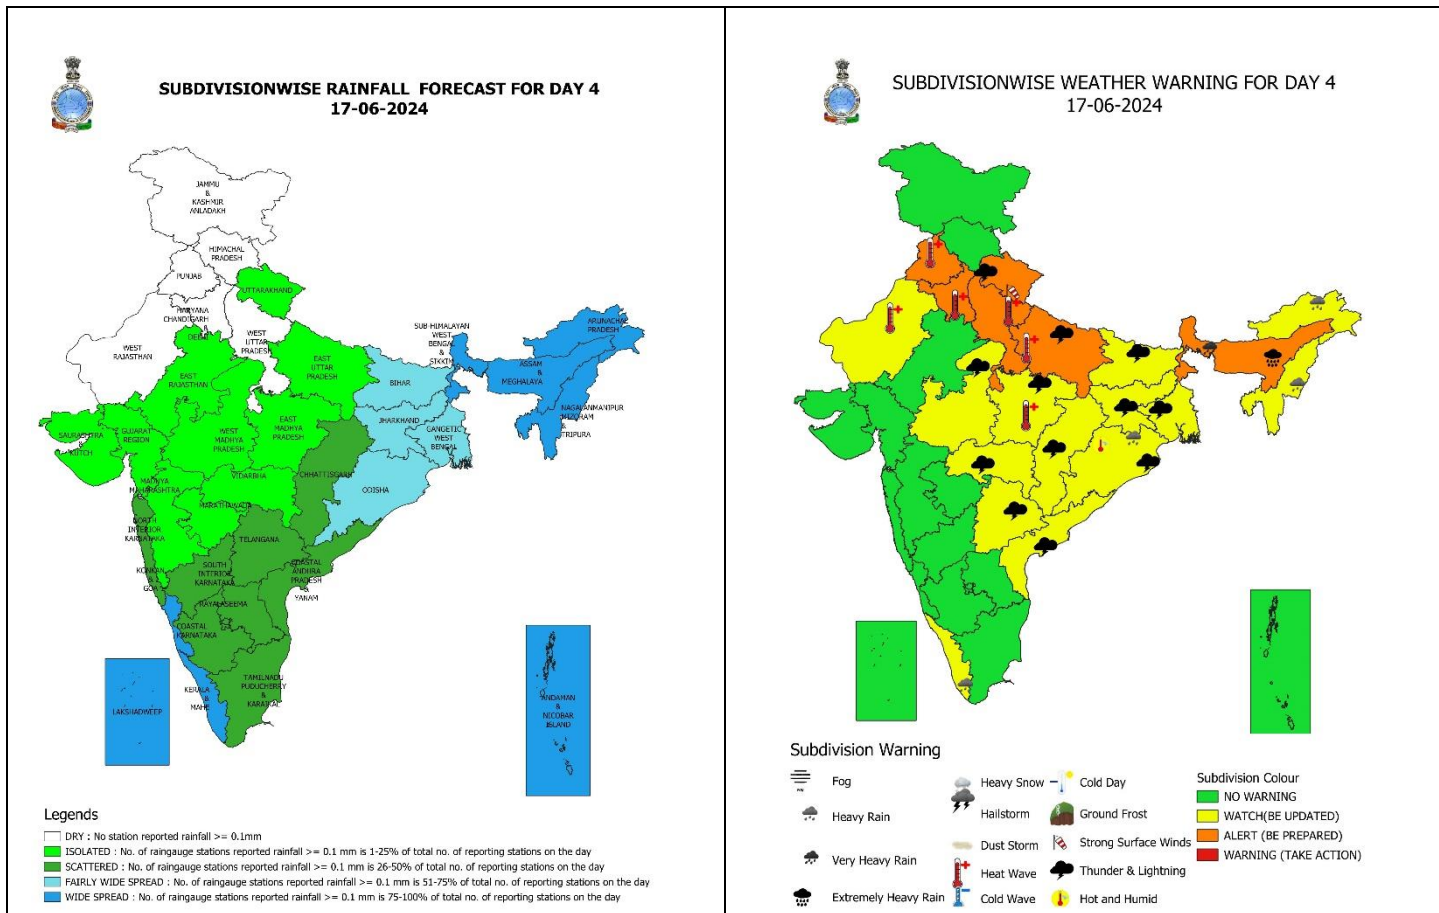 SUBDIVISIONWISE RAINFALL FORECAST FOR DAY 4
17-06-2024
JAMMU
&
KASHMIR
ANLADAKH
HIMACHAL
PRADESH
PUNJAB
UTTARAKHAND
HARYANA
CHANDIGARH
&
DELHI
WEST
UTTAR
PRADESH
WEST
RAJASTHAN
SUB-HIMALAYAN
WEST
BENGAL
&
SIKKIM
ARUNACHAL
PRADESH
ASSAM
&
MEGHALAYA
EAST
UTTAR
PRADESH
EAST
RAJASTHAN
BIHAR
NAGALANMANIPUR
MIZORAM
&
TRIPURA
JHARKHAND
GANGETIC
WEST
BENGAL
SAURASHTRA
&
KUTCH
GUJARAT
REGION
WEST
MADHYA
PRADESH
EAST
MADHYA
PRADESH
CHHATTISGARH
VIDARBHA
ODISHA
MADHYA
MAHARASHTRA
MARATHAWADA
NORTH
INTERIOR
KARNATAKA
TELANGANA
KONKAN
&
GOA
SOUTH
INTERIOR
KARNATAKA
COASTAL
ANDHRA
PRADESH
&
YANAM
RAYALASEEMA
COASTAL
KARNATAKA
TAMILNADU
PUDUCHERRY
&
KARAIKAL
KERALA
&
MAHE
LAKSHADWEEP
ANDAMAN
&
NICOBAR
ISLAND
Legends
DRY : No station reported rainfall >= 0.1mm
ISOLATED : No. of raingauge stations reported rainfall >= 0.1 mm is 1-25% of total no. of reporting stations on the day
SCATTERED : No. of raingauge stations reported rainfall >= 0.1 mm is 26-50% of total no. of reporting stations on the day
FAIRLY WIDE SPREAD : No. of raingauge stations reported rainfall >= 0.1 mm is 51-75% of total no. of reporting stations on the day
WIDE SPREAD : No. of raingauge stations reported rainfall >= 0.1 mm is 75-100% of total no. of reporting stations on the day
SUBDIVISIONWISE WEATHER WARNING FOR DAY 4
17-06-2024
Subdivision Warning
Fog
Heavy Rain
Very Heavy Rain
Extremely Heavy Rain
Heavy Snow
Hailstorm
Dust Storm
Heat Wave
Cold Wave
Cold Day
Ground Frost
Strong Surface Winds
Thunder & Lightning
Hot and Humid
Subdivision Colour
NO WARNING
WATCH(BE UPDATED)
ALERT (BE PREPARED)
WARNING (TAKE ACTION)